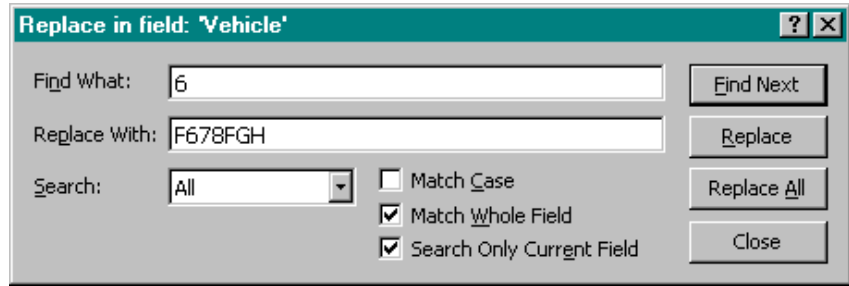 Replace in field: 'Vehicle'
Find What: 6 Find Next
Replace With: F678FGH Replace
Search: All Match Case Replace All
Match Whole Field
Search Only Current Field Close